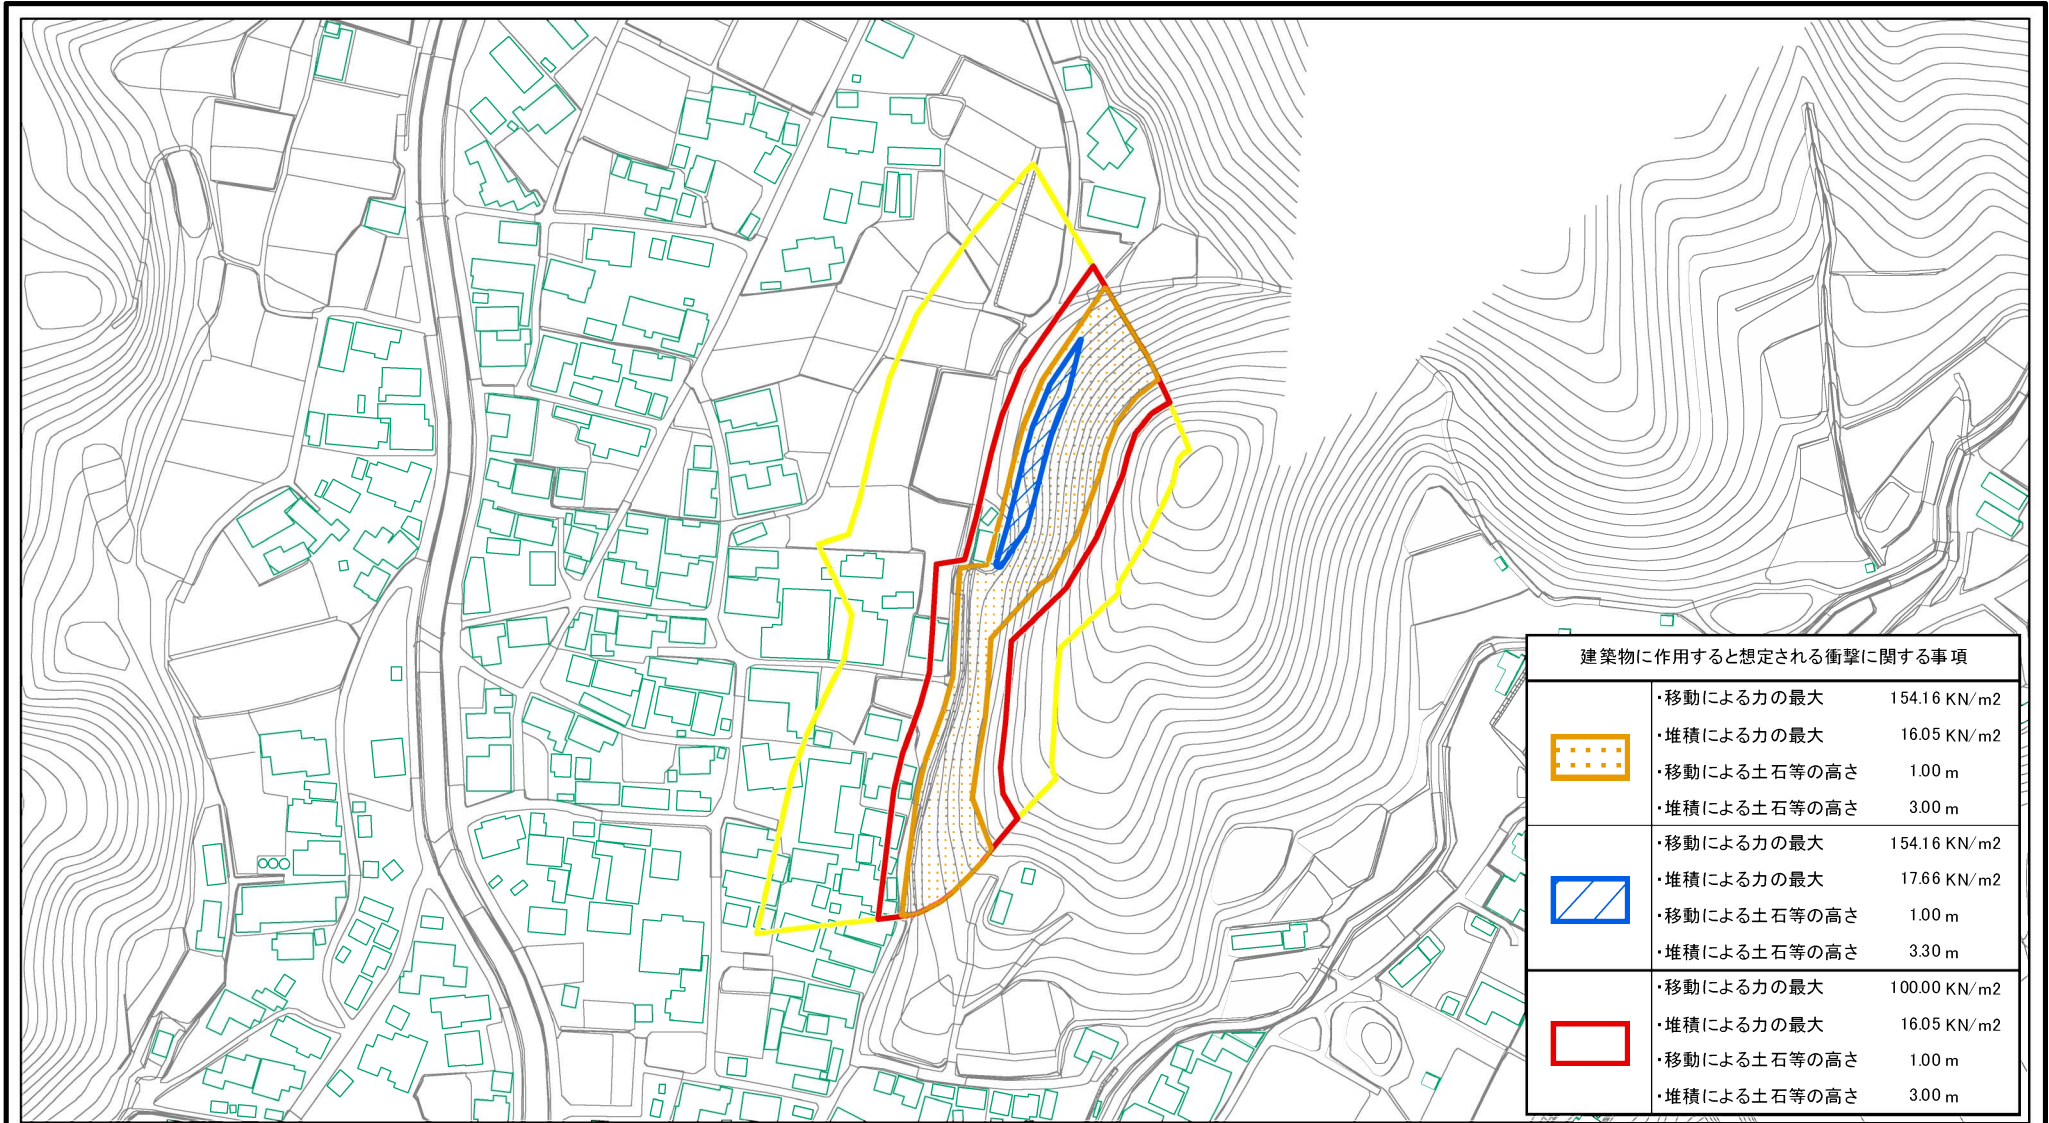 建築物に作用すると想定される衝撃に関する事項
・移動による力の最大 154.16 KN/m2
・堆積による力の最大 16.05 KN/m2
・移動による土石等の高さ 1.00 m
・堆積による土石等の高さ 3.00 m
・移動による力の最大 154.16 KN/m2
・堆積による力の最大 17.66 KN/m2
・移動による土石等の高さ 1.00 m
・堆積による土石等の高さ 3.30 m
・移動による力の最大 100.00 KN/m2
・堆積による力の最大 16.05 KN/m2
・移動による土石等の高さ 1.00 m
・堆積による土石等の高さ 3.00 m